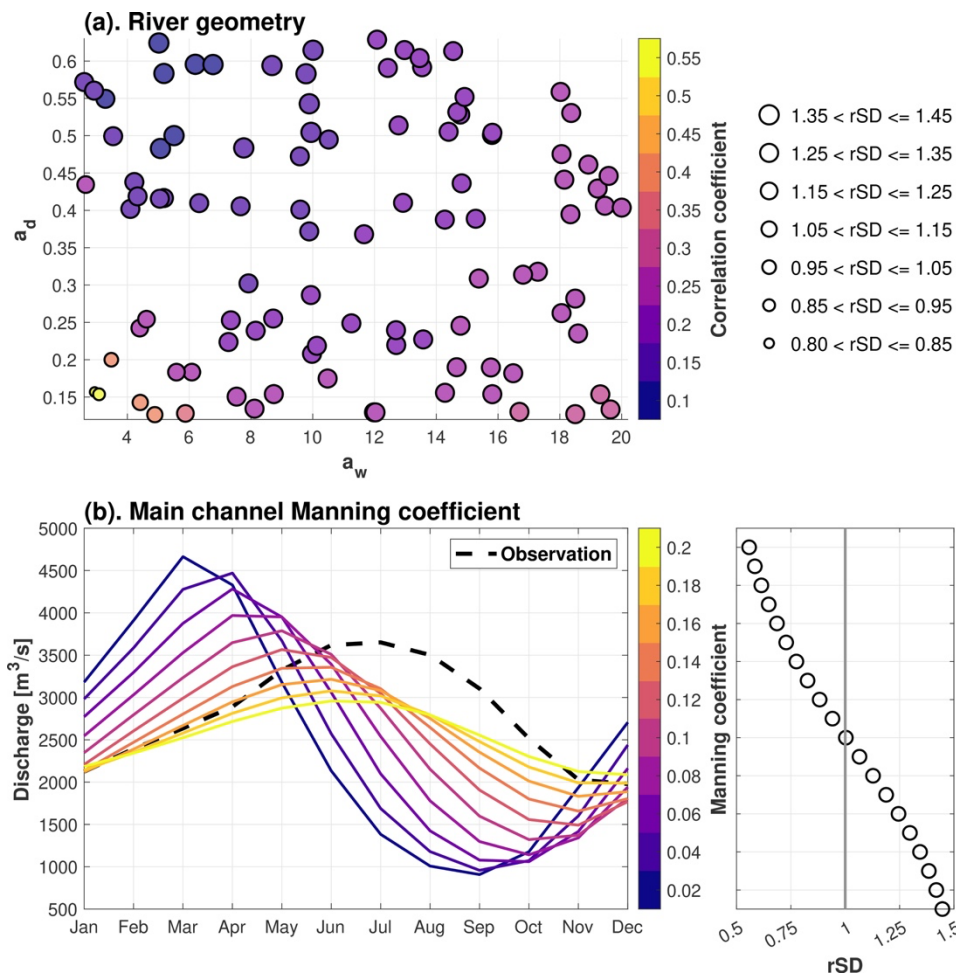 (a). River geometry
0.6
0.55
0.5
0.45
0.4
0.35
0.3
0.25
0.2
0.15
a_d
4 6 8 10 12 14 16 18 20
a_w
0.55
0.5
0.45
0.4
0.35
0.3
0.25
0.2
0.15
0.1
Correlation coefficient
1.35 < rSD <= 1.45
1.25 < rSD <= 1.35
1.15 < rSD <= 1.25
1.05 < rSD <= 1.15
0.95 < rSD <= 1.05
0.85 < rSD <= 0.95
0.80 < rSD <= 0.85
(b). Main channel Manning coefficient
5000
4500
4000
3500
3000
2500
2000
1500
1000
500
Discharge [m³/s]
Observation
Jan Feb Mar Apr May Jun Jul Aug Sep Oct Nov Dec
0.2
0.18
0.16
0.14
0.12
0.1
0.08
0.06
0.04
0.02
Manning coefficient
0.5 0.75 1 1.25 1.5
rSD